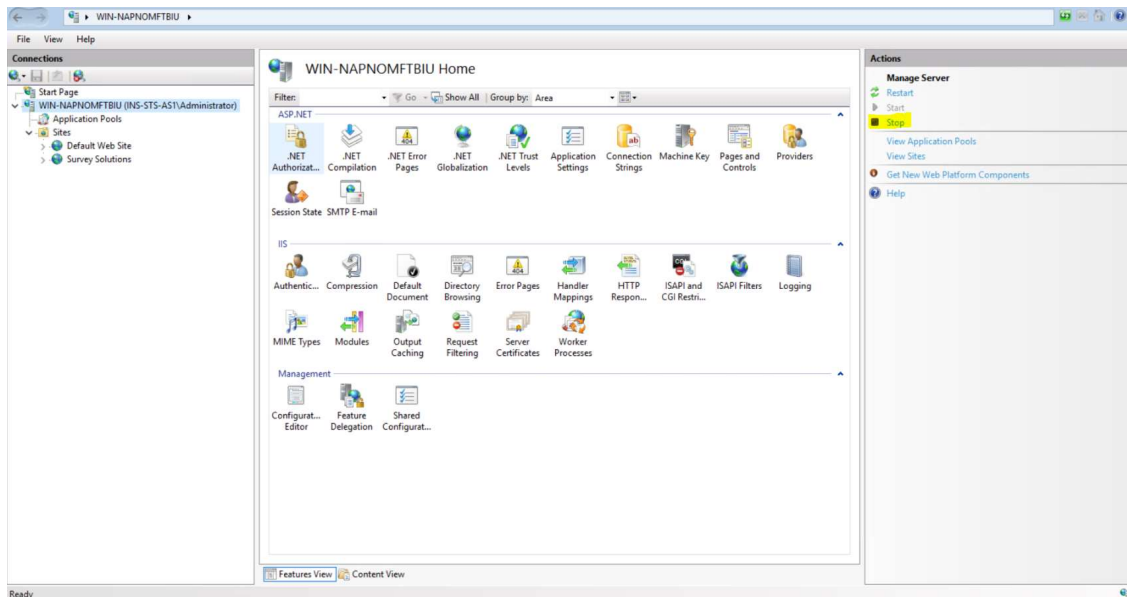 WIN-NAPNOMFTBIU
File View Help
Connections
Start Page
WIN-NAPNOMFTBIU (INS-STS-AS1\Administrator)
Application Pools
Sites
Default Web Site
Survey Solutions
WIN-NAPNOMFTBIU Home
Filter: Go Show All Group by: Area
ASP.NET
.NET Authorizat...
.NET Compilation
.NET Error Pages
.NET Globalization
.NET Trust Levels
Application Settings
Connection Strings
Machine Key
Pages and Controls
Providers
Session State
SMTP E-mail
IIS
Authentic...
Compression
Default Document
Directory Browsing
Error Pages
Handler Mappings
HTTP Respon...
ISAPI and CGI Restri...
ISAPI Filters
Logging
MIME Types
Modules
Output Caching
Request Filtering
Server Certificates
Worker Processes
Management
Configurat... Editor
Feature Delegation
Shared Configurat...
Features View Content View
Ready
Actions
Manage Server
Restart
Start
Stop
View Application Pools
View Sites
Get New Web Platform Components
Help